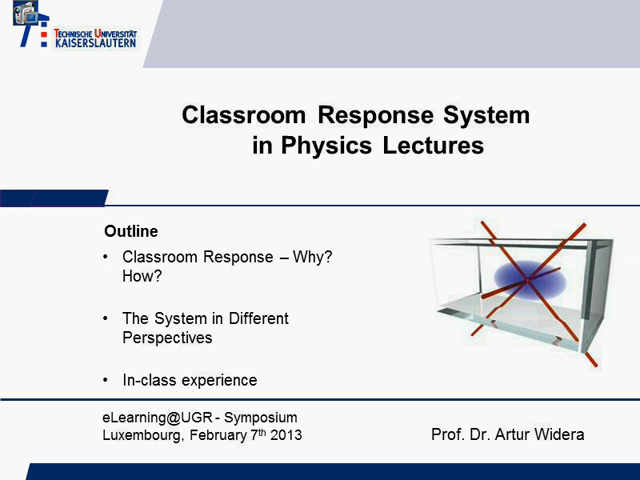 TECHNISCHE UNIVERSITÄT
KAISERSLAUTERN
Classroom Response System
in Physics Lectures
Outline
• Classroom Response – Why?
How?
• The System in Different
Perspectives
• In-class experience
eLearning@UGR - Symposium
Luxembourg, February 7th 2013
Prof. Dr. Artur Widera